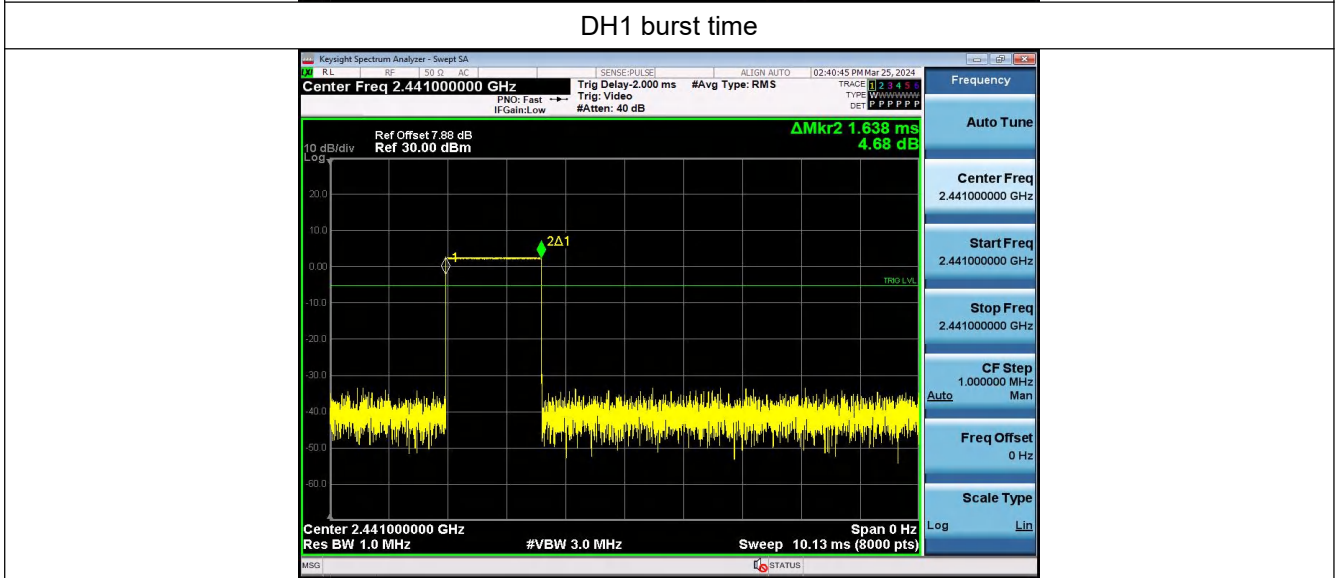 DH1 burst time
Keysight Spectrum Analyzer - Swept SA
LXI RL RF 50 Ω AC SENSE:PULSE ALIGN AUTO 02:40:45 PM Mar 25, 2024
Center Freq 2.441000000 GHz
PNO: Fast
IFGain:Low
Trig Delay-2.000 ms
Trig: Video
#Atten: 40 dB
#Avg Type: RMS
TRACE 1 2 3 4 5 6
TYPE WWWWWW
DET P P P P P P
Frequency
Ref Offset 7.88 dB
10 dB/div Ref 30.00 dBm
Log
ΔMkr2 1.638 ms
4.68 dB
20.0
10.0
0.00
-10.0
-20.0
-30.0
-40.0
-50.0
-60.0
1
2Δ1
TRIG LVL
Center 2.441000000 GHz
Span 0 Hz
Res BW 1.0 MHz
#VBW 3.0 MHz
Sweep 10.13 ms (8000 pts)
Auto Tune
Center Freq
2.441000000 GHz
Start Freq
2.441000000 GHz
Stop Freq
2.441000000 GHz
CF Step
1.000000 MHz
Auto Man
Freq Offset
0 Hz
Scale Type
Log Lin
MSG STATUS